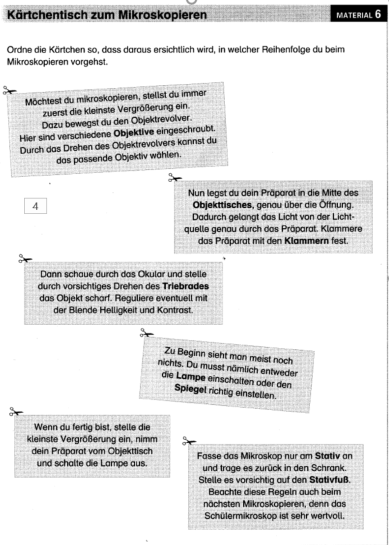 Kärtchentisch zum Mikroskopieren
MATERIAL 6
Ordne die Kärtchen so, dass daraus ersichtlich wird, in welcher Reihenfolge du beim
Mikroskopieren vorgehst.
Möchtest du mikroskopieren, stellst du immer
zuerst die kleinste Vergrößerung ein.
Dazu bewegst du den Objektrevolver.
Hier sind verschiedene Objektive eingeschraubt.
Durch das Drehen des Objektrevolvers kannst du
das passende Objektiv wählen.
4
Nun legst du dein Präparat in die Mitte des
Objekttisches, genau über die Öffnung.
Dadurch gelangt das Licht von der Licht-
quelle genau durch das Präparat. Klammere
das Präparat mit den Klammern fest.
Dann schaue durch das Okular und stelle
durch vorsichtiges Drehen des Triebrades
das Objekt scharf. Reguliere eventuell mit
der Blende Helligkeit und Kontrast.
Zu Beginn sieht man meist noch
nichts. Du musst nämlich entweder
die Lampe einschalten oder den
Spiegel richtig einstellen.
Wenn du fertig bist, stelle die
kleinste Vergrößerung ein, nimm
dein Präparat vom Objekttisch
und schalte die Lampe aus.
Fasse das Mikroskop nur am Stativ an
und trage es zurück in den Schrank.
Stelle es vorsichtig auf den Stativfuß.
Beachte diese Regeln auch beim
nächsten Mikroskopieren, denn das
Schülermikroskop ist sehr wertvoll.